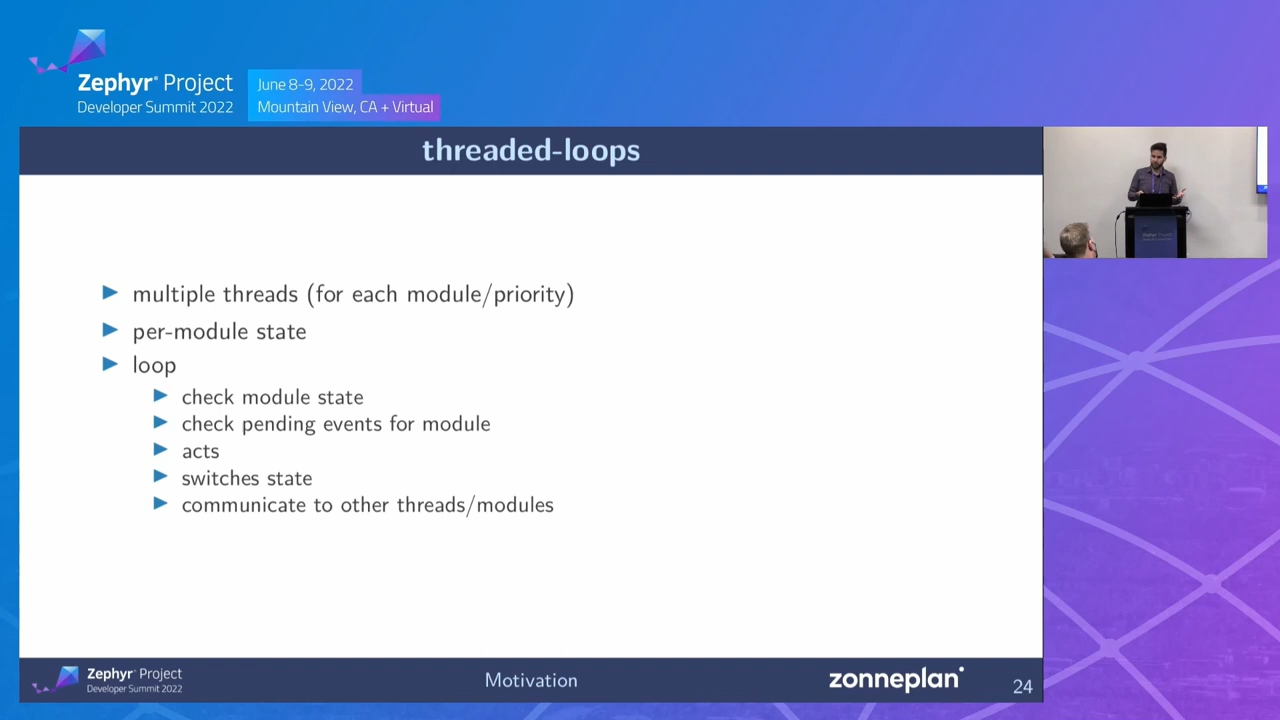 Zephyr® Project
Developer Summit 2022
June 8-9, 2022
Mountain View, CA + Virtual
threaded-loops
multiple threads (for each module/priority)
per-module state
loop
check module state
check pending events for module
acts
switches state
communicate to other threads/modules
Zephyr® Project
Developer Summit 2022
Motivation
zonneplan
24